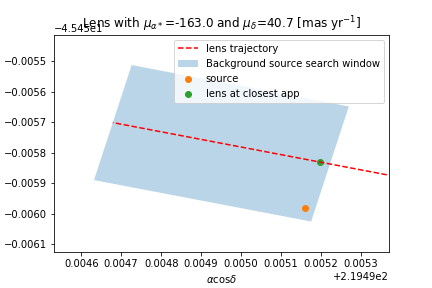 Lens with μα* =-163.0 and μδ=40.7 [mas yr⁻¹]
−4.545e1
lens trajectory
Background source search window
source
lens at closest app
−0.0055
−0.0056
−0.0057
−0.0058
−0.0059
−0.0060
−0.0061
0.0046 0.0047 0.0048 0.0049 0.0050 0.0051 0.0052 0.0053
+2.1949e2
αcosδ